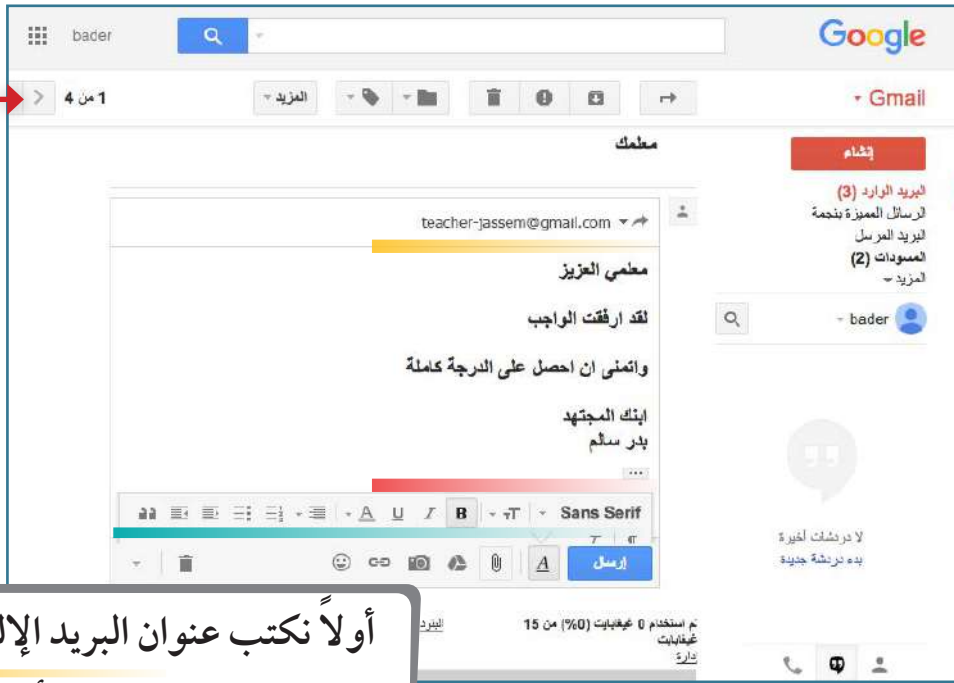 Google
bader
Gmail
1 من 4
المزيد
معلمك
إنشاء
البريد الوارد (3)
الرسائل المميزة بنجمة
البريد المرسل
المسودات (2)
المزيد
bader
teacher-jassem@gmail.com
معلمي العزيز
لقد ارفقت الواجب
واتمنى ان احصل على الدرجة كاملة
ابنك المجتهد
بدر سالم
Sans Serif
إرسال
لا دردشات أخيرة
بدء دردشة جديدة
تم استخدام 0 غيغابايت (0%) من 15
غيغابايت
إدارة
أولاً نكتب عنوان البريد